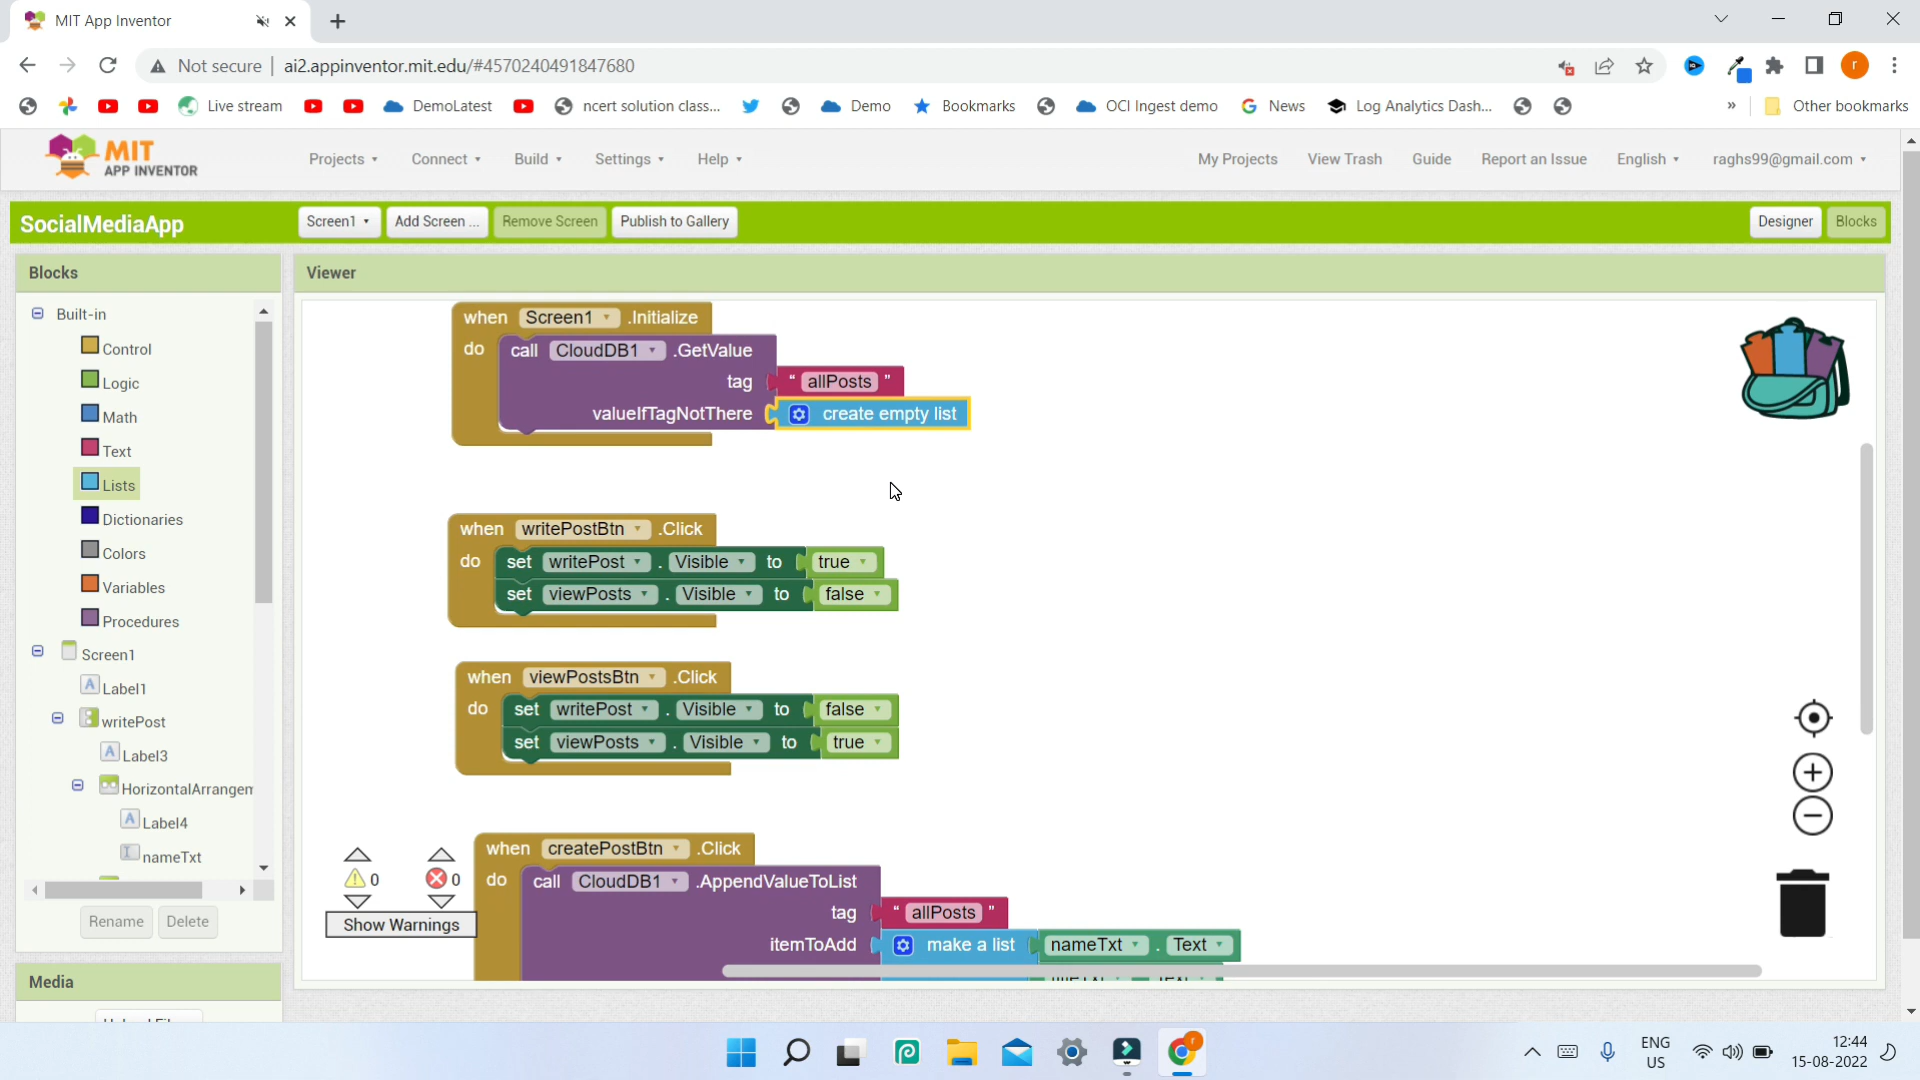 MIT App Inventor
Not secure | ai2.appinventor.mit.edu/#4570240491847680
Live stream DemoLatest ncert solution class... Demo Bookmarks OCI Ingest demo News Log Analytics Dash... » Other bookmarks
MIT
APP INVENTOR
Projects Connect Build Settings Help My Projects View Trash Guide Report an Issue English raghs99@gmail.com
SocialMediaApp Screen1 Add Screen ... Remove Screen Publish to Gallery Designer Blocks
Blocks
Built-in
Control
Logic
Math
Text
Lists
Dictionaries
Colors
Variables
Procedures
Screen1
Label1
writePost
Label3
HorizontalArrangem
Label4
nameTxt
Rename Delete
Media
Viewer
when Screen1 .Initialize
do call CloudDB1 .GetValue
tag " allPosts "
valueIfTagNotThere create empty list
when writePostBtn .Click
do set writePost . Visible to true
set viewPosts . Visible to false
when viewPostsBtn .Click
do set writePost . Visible to false
set viewPosts . Visible to true
when createPostBtn .Click
do call CloudDB1 .AppendValueToList
tag " allPosts "
itemToAdd make a list nameTxt . Text
0 0
Show Warnings
ENG
US
12:44
15-08-2022